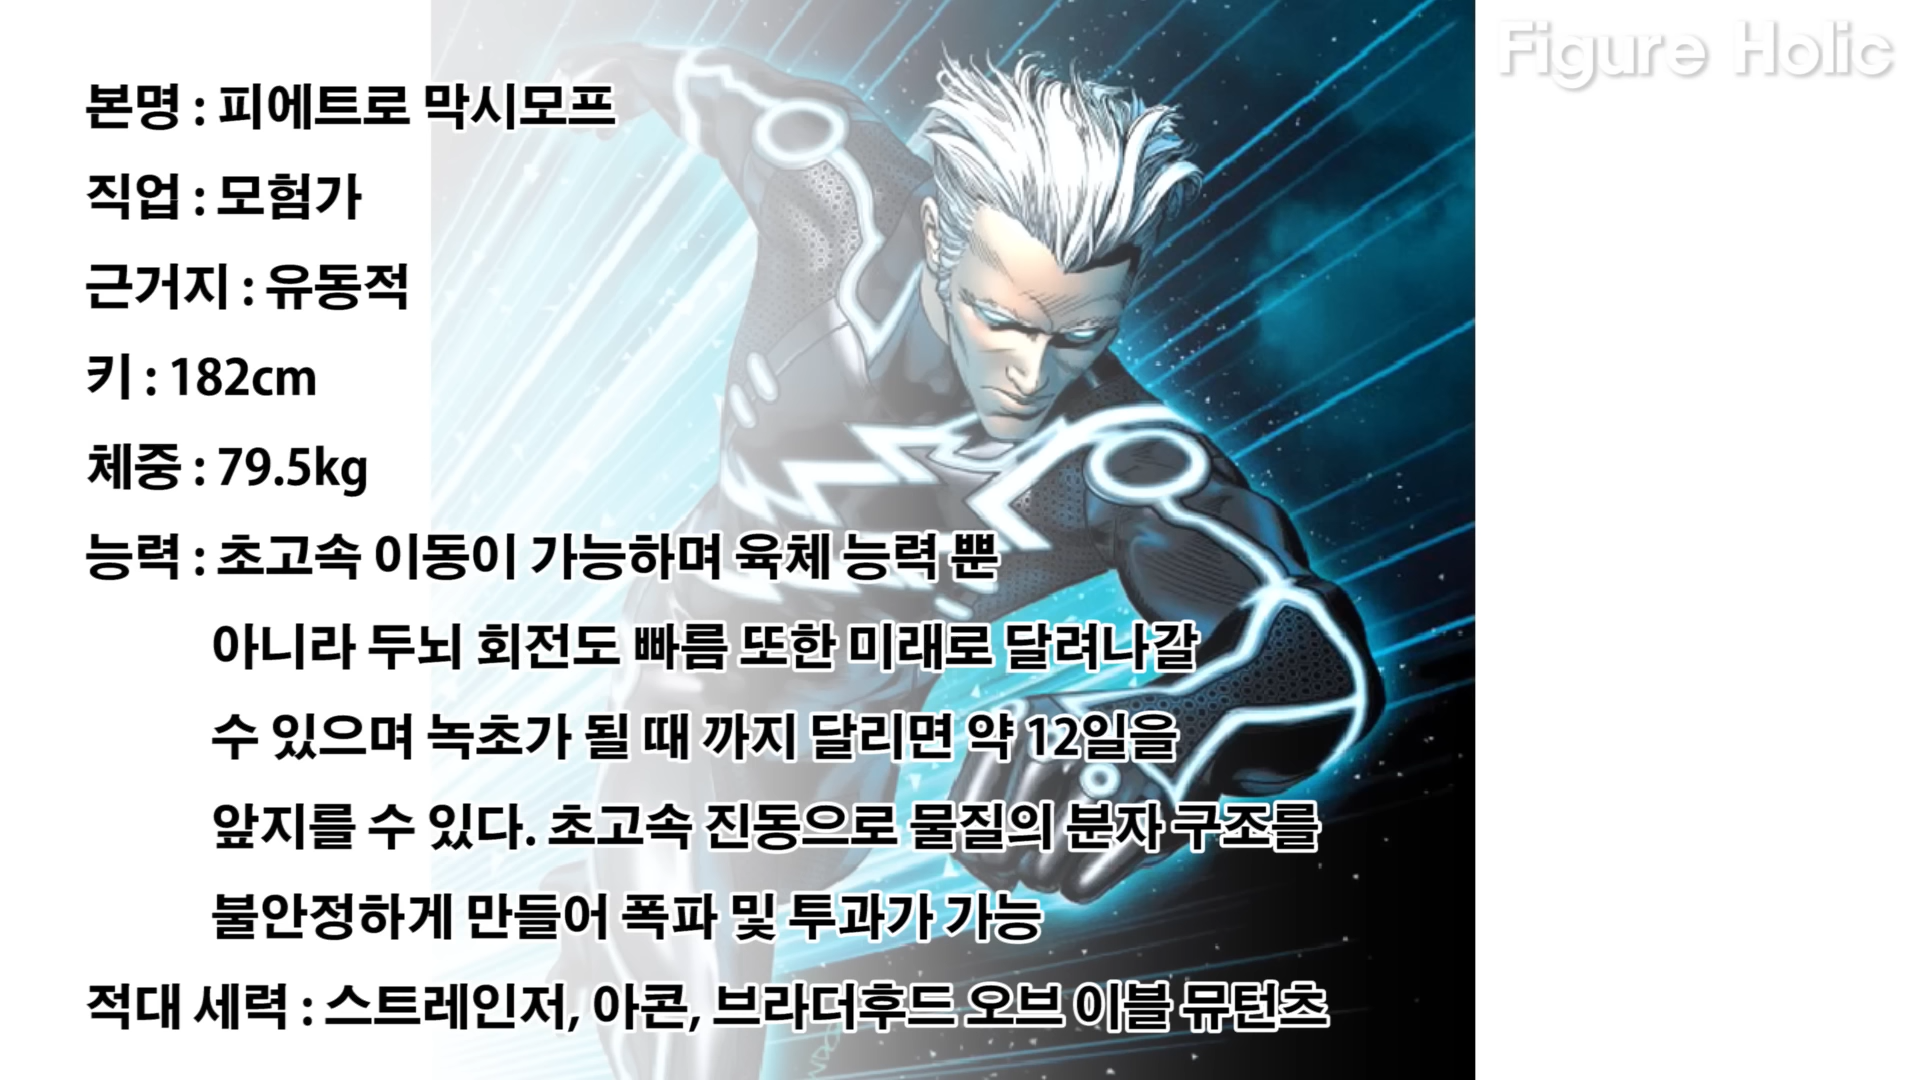 Figure Holic
본명 : 피에트로 막시모프
직업 : 모험가
근거지 : 유동적
키 : 182cm
체중 : 79.5kg
능력 : 초고속 이동이 가능하며 육체 능력 뿐
아니라 두뇌 회전도 빠름 또한 미래로 달려나갈
수 있으며 녹초가 될 때 까지 달리면 약 12일을
앞지를 수 있다. 초고속 진동으로 물질의 분자 구조를
불안정하게 만들어 폭파 및 투과가 가능
적대 세력 : 스트레인저, 아콘, 브라더후드 오브 이블 뮤턴츠